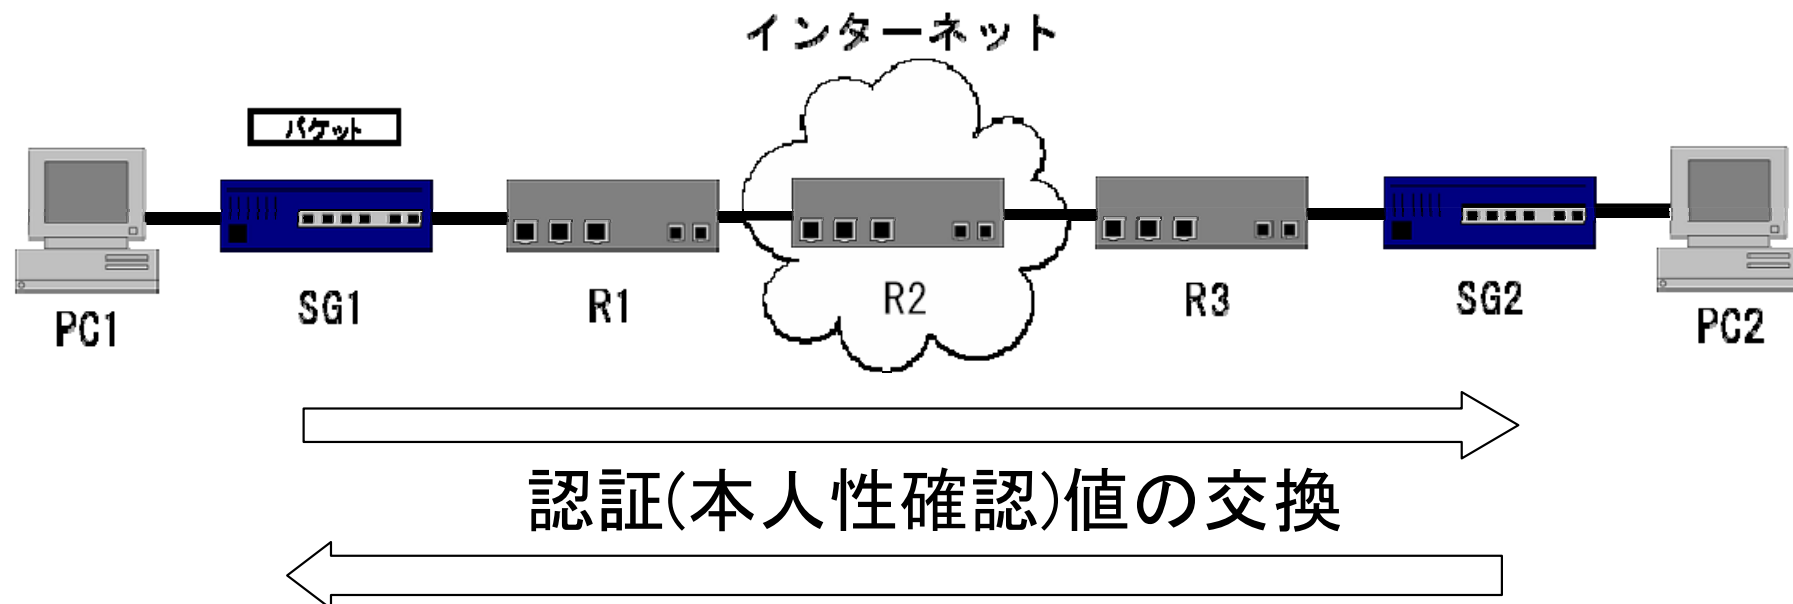 インターネット
パケット
PC1
SG1
R1
R2
R3
SG2
PC2
認証(本人性確認)値の交換